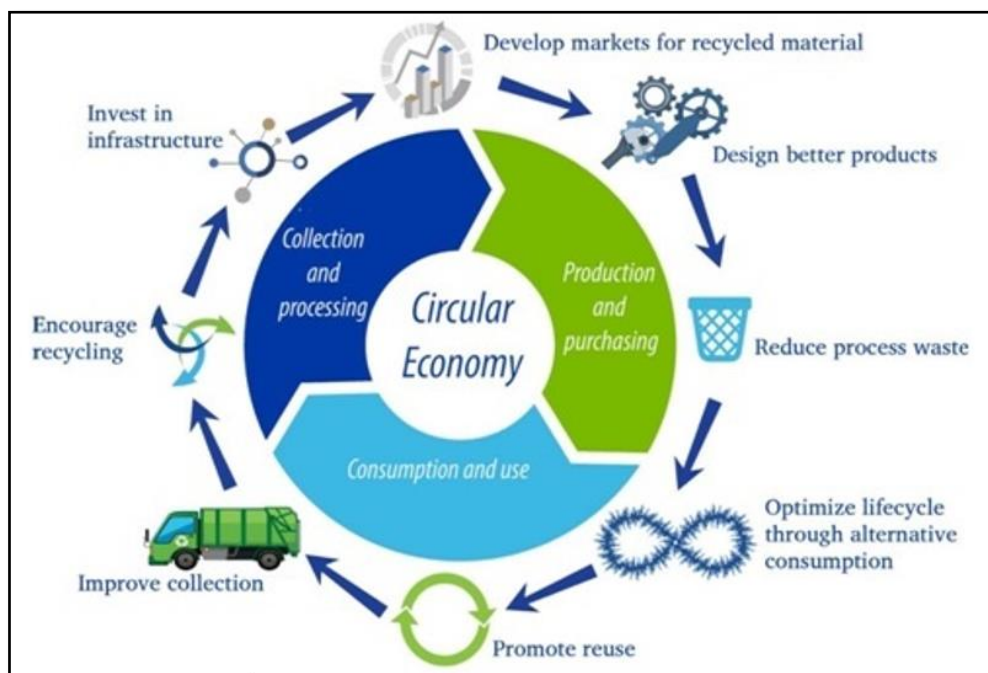 Develop markets for recycled material
Invest in
infrastructure
Design better products
Collection
and
processing
Production
and
purchasing
Circular
Economy
Encourage
recycling
Reduce process waste
Consumption and use
Optimize lifecycle
through alternative
consumption
Improve collection
Promote reuse